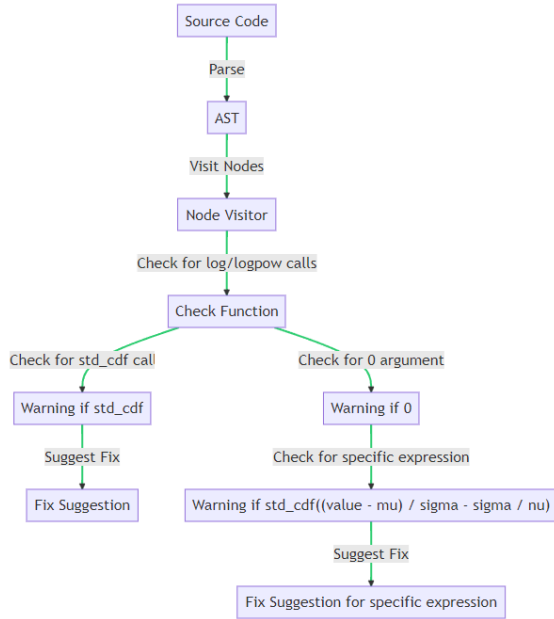 Source Code
Parse
AST
Visit Nodes
Node Visitor
Check for log/logpow calls
Check Function
Check for std_cdf call
Check for 0 argument
Warning if std_cdf
Warning if 0
Suggest Fix
Check for specific expression
Fix Suggestion
Warning if std_cdf((value - mu) / sigma - sigma / nu)
Suggest Fix
Fix Suggestion for specific expression